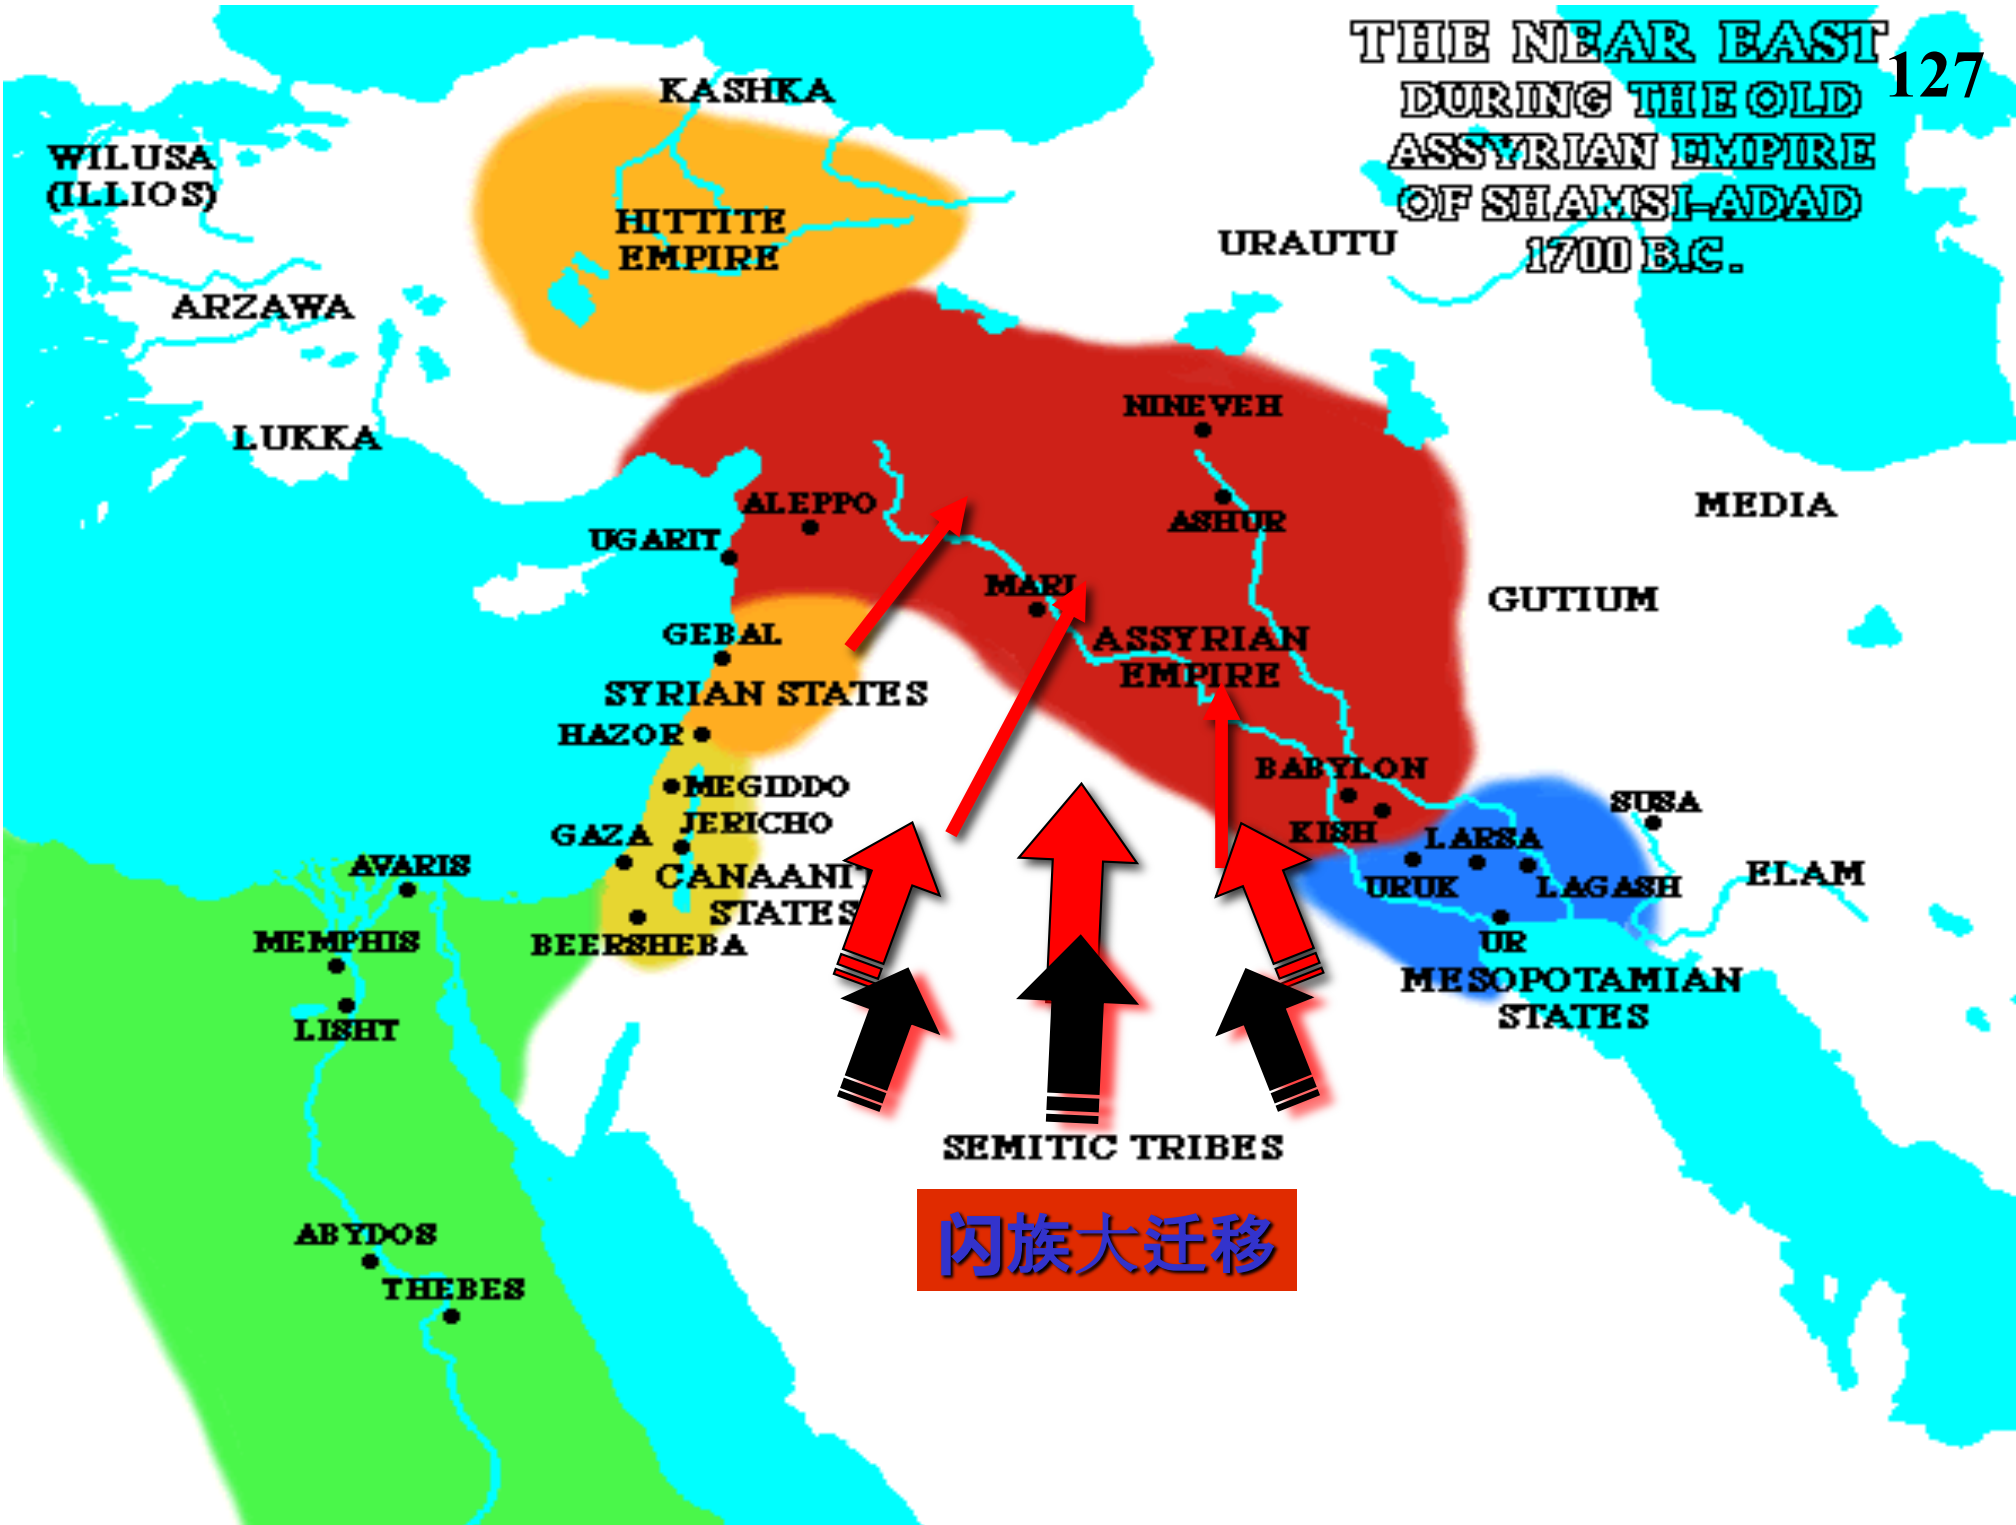 THE NEAR EAST
DURING THE OLD
ASSYRIAN EMPIRE
OF SHAMSI-ADAD
1700 B.C.
127
KASHKA
WILUSA
(ILLIOS)
HITTITE
EMPIRE
URAUTU
ARZAWA
LUKKA
NINEVEH
ALEPPO
ASHUR
MEDIA
UGARIT
MARI
GUTIUM
GEBAL
ASSYRIAN
EMPIRE
SYRIAN STATES
HAZOR
BABYLON
MEGIDDO
SUSA
JERICHO
GAZA
KISH
LARSA
AVARIS
CANAANI
STATES
URUK
LAGASH
ELAM
MEMPHIS
BEERSHEBA
UR
MESOPOTAMIAN
STATES
LISHT
SEMITIC TRIBES
闪族大迁移
ABYDOS
THEBES